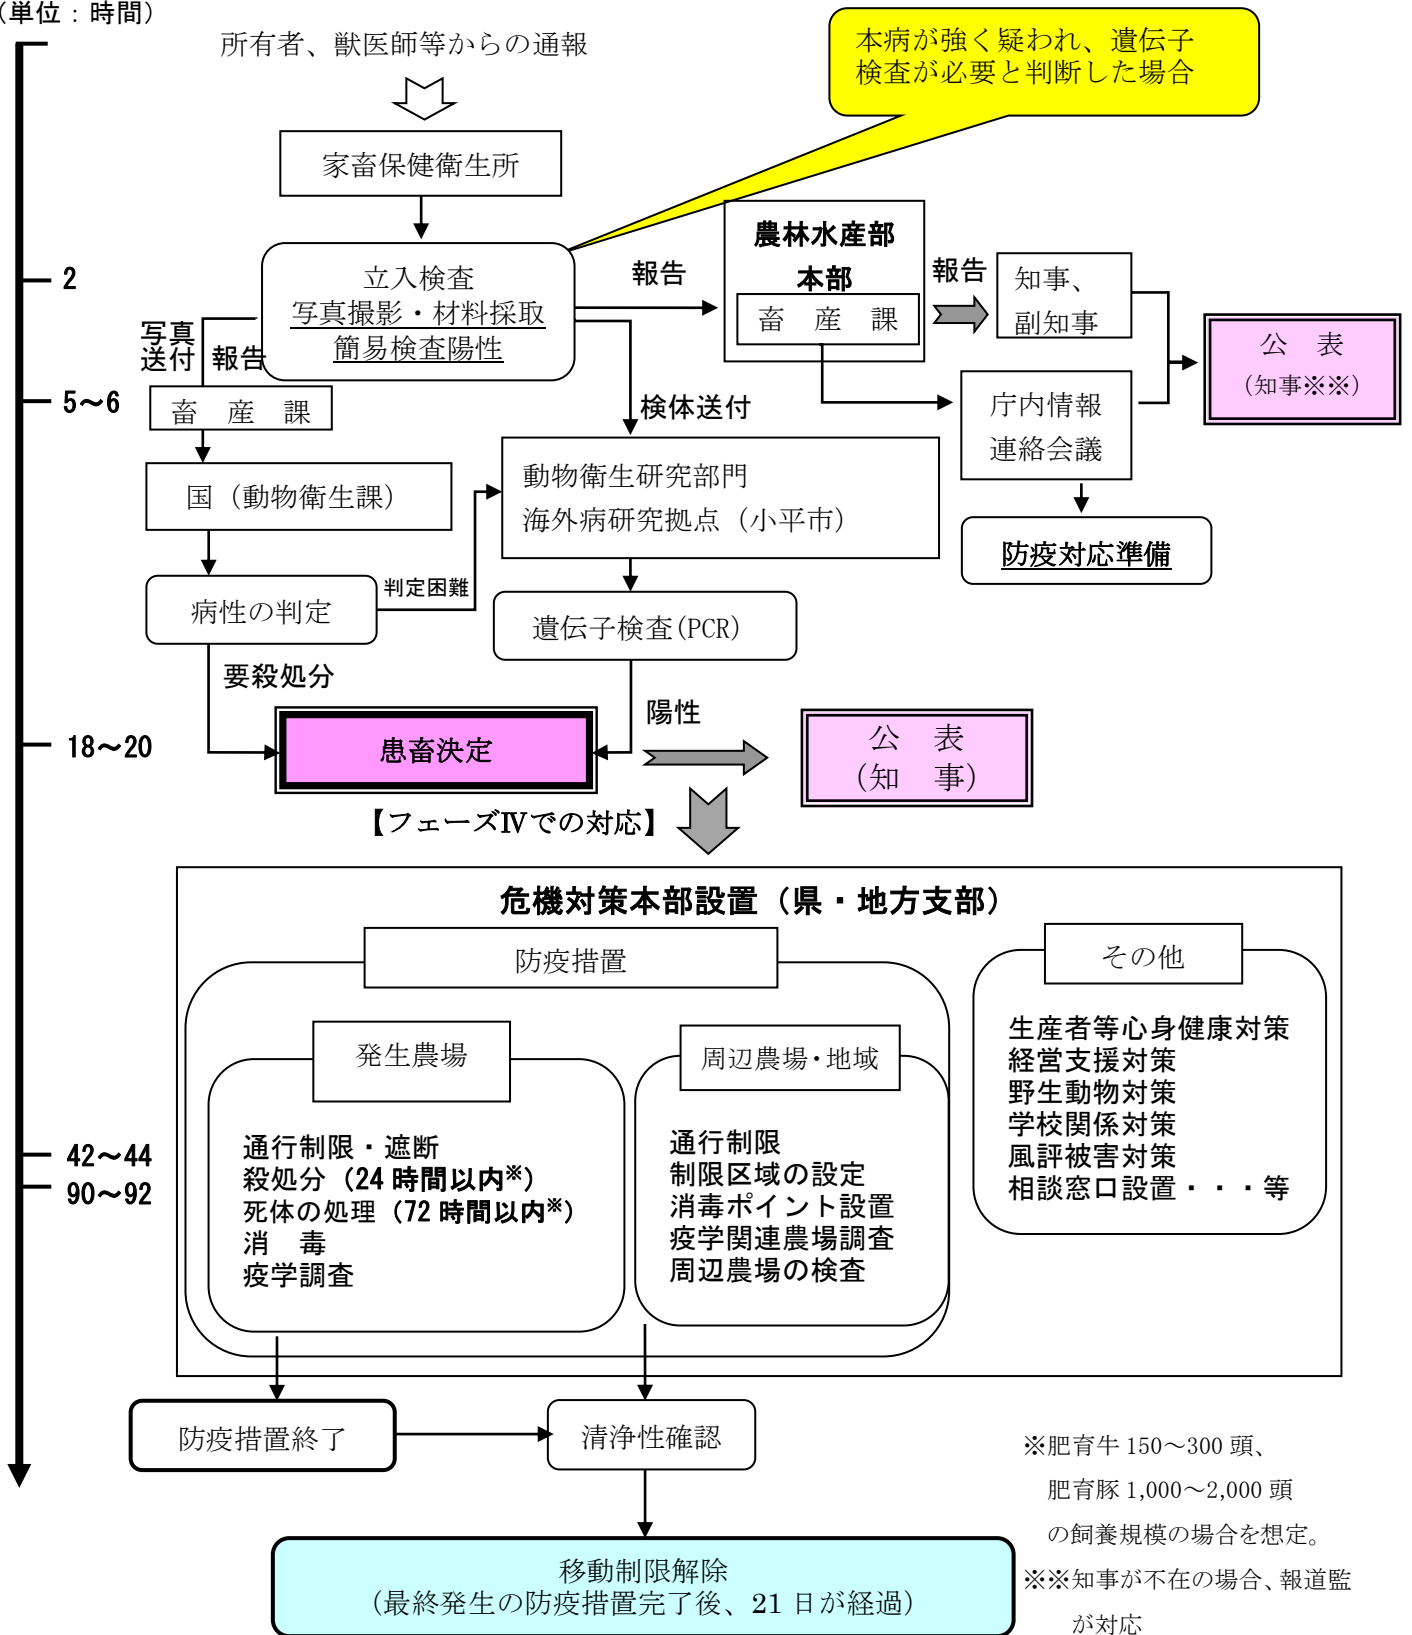 （単位：時間）
所有者、獣医師等からの通報
本病が強く疑われ、遺伝子
検査が必要と判断した場合
家畜保健衛生所
2
立入検査
写真撮影・材料採取
簡易検査陽性
報告
農林水産部
本部
畜　産　課
報告
知事、
副知事
公　表
（知事※※）
写真
送付
報告
5～6
畜　産　課
検体送付
庁内情報
連絡会議
国（動物衛生課）
動物衛生研究部門
海外病研究拠点（小平市）
防疫対応準備
病性の判定
判定困難
遺伝子検査(PCR)
要殺処分
陽性
18～20
患畜決定
公　表
（知　事）
【フェーズⅣでの対応】
危機対策本部設置（県・地方支部）
防疫措置
その他
発生農場
周辺農場・地域
生産者等心身健康対策
経営支援対策
野生動物対策
学校関係対策
風評被害対策
相談窓口設置・・・等
42～44
90～92
通行制限・遮断
殺処分（24 時間以内※）
死体の処理（72 時間以内※）
消　毒
疫学調査
通行制限
制限区域の設定
消毒ポイント設置
疫学関連農場調査
周辺農場の検査
防疫措置終了
清浄性確認
※肥育牛 150～300 頭、
肥育豚 1,000～2,000 頭
の飼養規模の場合を想定。
※※知事が不在の場合、報道監
が対応
移動制限解除
（最終発生の防疫措置完了後、21 日が経過）